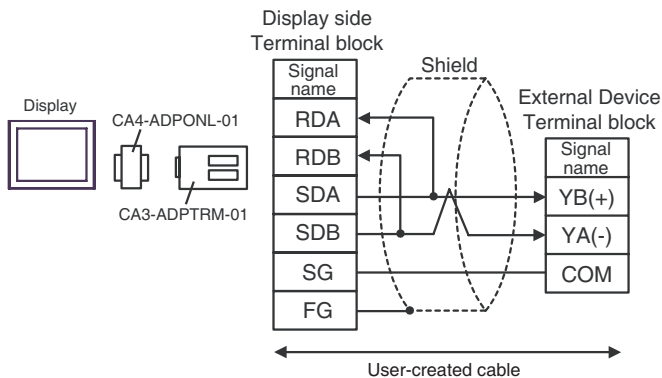 Display side
Terminal block
Signal
name
RDA
RDB
SDA
SDB
SG
FG
Shield
External Device
Terminal block
Signal
name
YB(+)
YA(-)
COM
Display
CA4-ADPONL-01
CA3-ADPTRM-01
User-created cable